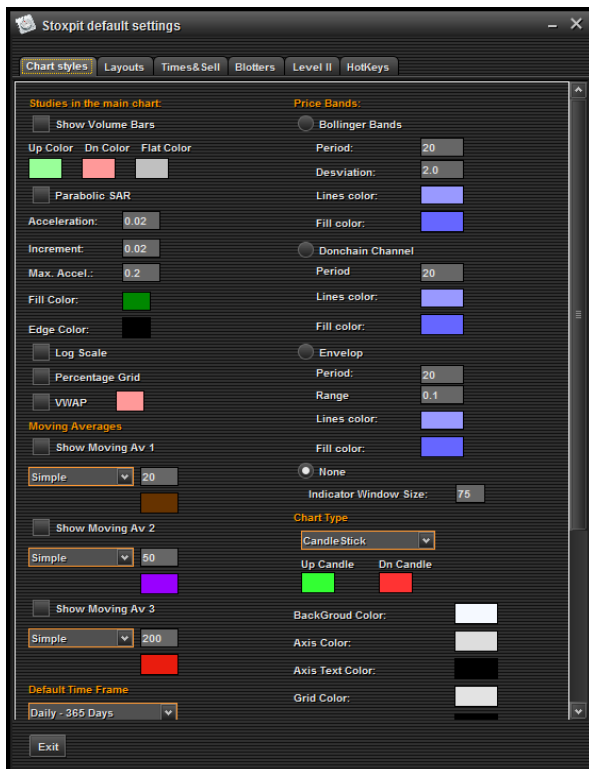 Stoxpit default settings
Chart styles Layouts Times&Sell Blotters Level II HotKeys
Studies in the main chart:
Show Volume Bars
Up Color Dn Color Flat Color
Parabolic SAR
Acceleration: 0.02
Increment: 0.02
Max. Accel.: 0.2
Fill Color:
Edge Color:
Log Scale
Percentage Grid
VWAP
Moving Averages
Show Moving Av 1
Simple 20
Show Moving Av 2
Simple 50
Show Moving Av 3
Simple 200
Default Time Frame
Daily - 365 Days
Price Bands:
Bollinger Bands
Period: 20
Desviation: 2.0
Lines color:
Fill color:
Donchain Channel
Period 20
Lines color:
Fill color:
Envelop
Period: 20
Range 0.1
Lines color:
Fill color:
None
Indicator Window Size: 75
Chart Type
CandleStick
Up Candle Dn Candle
BackGroud Color:
Axis Color:
Axis Text Color:
Grid Color:
Exit